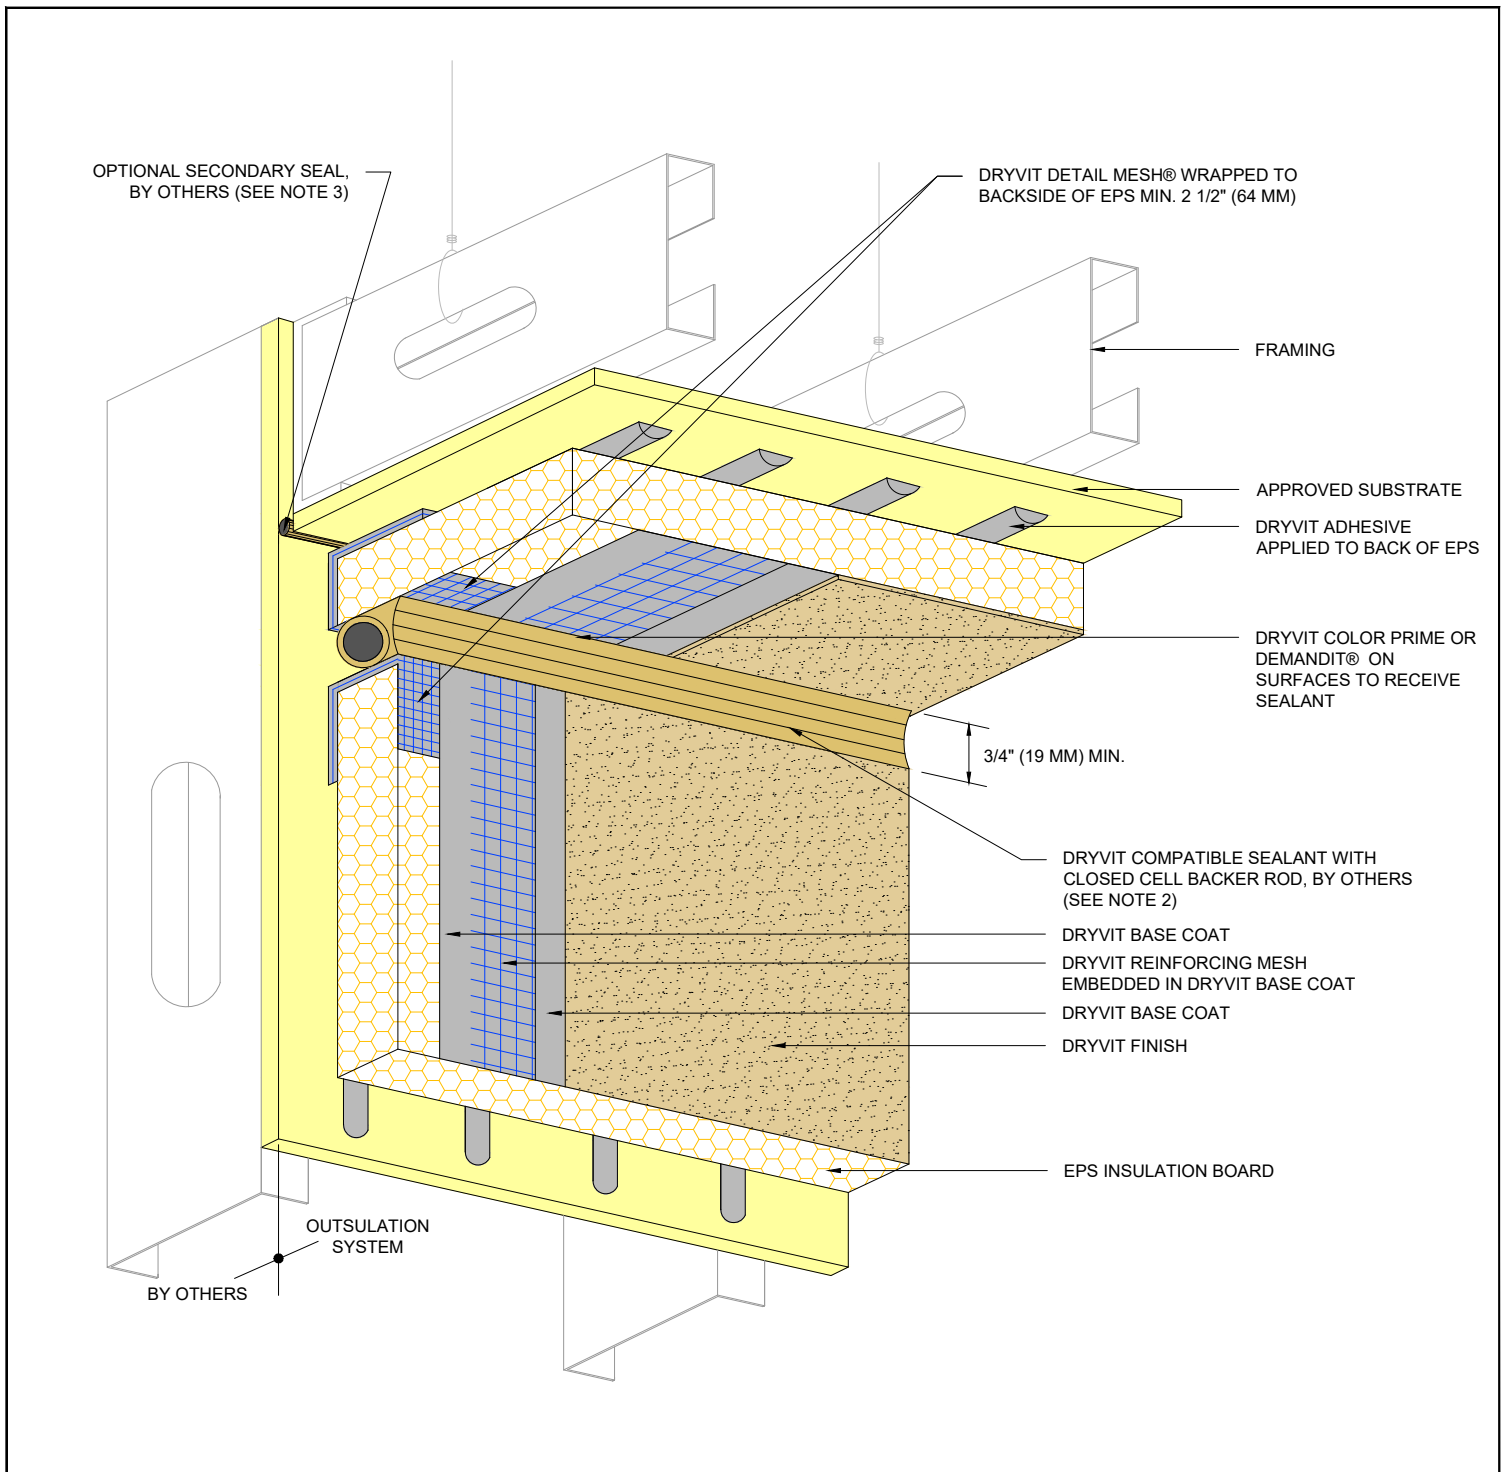 OPTIONAL SECONDARY SEAL,
BY OTHERS (SEE NOTE 3)
DRYVIT DETAIL MESH® WRAPPED TO
BACKSIDE OF EPS MIN. 2 1/2" (64 MM)
FRAMING
APPROVED SUBSTRATE
DRYVIT ADHESIVE
APPLIED TO BACK OF EPS
DRYVIT COLOR PRIME OR
DEMANDIT® ON
SURFACES TO RECEIVE
SEALANT
3/4" (19 MM) MIN.
DRYVIT COMPATIBLE SEALANT WITH
CLOSED CELL BACKER ROD, BY OTHERS
(SEE NOTE 2)
DRYVIT BASE COAT
DRYVIT REINFORCING MESH
EMBEDDED IN DRYVIT BASE COAT
DRYVIT BASE COAT
DRYVIT FINISH
EPS INSULATION BOARD
OUTSULATION
SYSTEM
BY OTHERS